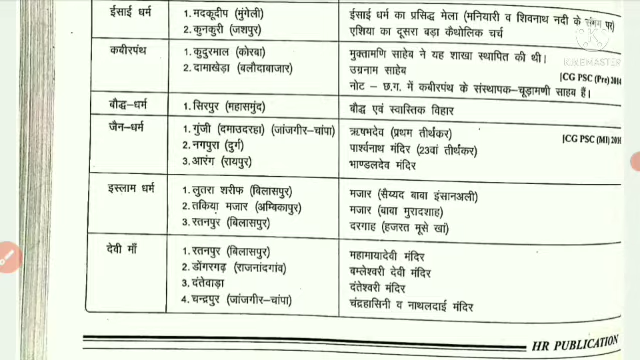 ईसाई धर्म 1. मदकूदीप (मुंगेली) ईसाई धर्म का प्रसिद्ध मेला (मनियारी व शिवनाथ नदी के संगम पर)
2. कुनकुरी (जशपुर) एशिया का दूसरा बड़ा कैथोलिक चर्च
कबीरपंथ 1. कुदुरमाल (कोरबा) मुक्तामणि साहेब ने यह शाखा स्थापित की थी।
2. दामाखेड़ा (बलौदाबाजार) उग्रनाम साहेब |CG PSC (Pre) 2014
नोट – छ.ग. में कबीरपंथ के संस्थापक-चूड़ामणी साहब हैं।
बौद्ध-धर्म 1. सिरपुर (महासमुंद) बौद्ध एवं स्वास्तिक विहार
जैन-धर्म 1. गुंजी (दमाउदरहा) (जांजगीर-चांपा) ऋषभदेव (प्रथम तीर्थकर) |CG PSC (MI)
2. नगपुरा (दुर्ग) पार्श्वनाथ मंदिर (23वां तीर्थंकर)
3. आरंग (रायपुर) भाण्डलदेव मंदिर
इस्लाम धर्म 1. लुतरा शरीफ (बिलासपुर) मजार (सैय्यद बाबा इंसानअली)
2. तकिया मजार (अम्बिकापुर) मजार (बाबा मुरादशाह)
3. रतनपुर (बिलासपुर) दरगाह (हजरत मूसे खां)
देवी माँ 1. रतनपुर (बिलासपुर) महामायादेवी मंदिर
2. डोंगरगढ़ (राजनांदगांव) बम्लेश्वरी देवी मंदिर
3. दंतेवाड़ा दंतेश्वरी मंदिर
4. चन्द्रपुर (जांजगीर-चांपा) चंद्रहासिनी व नाथलदाई मंदिर
HR PUBLICATION
KINEMASTER